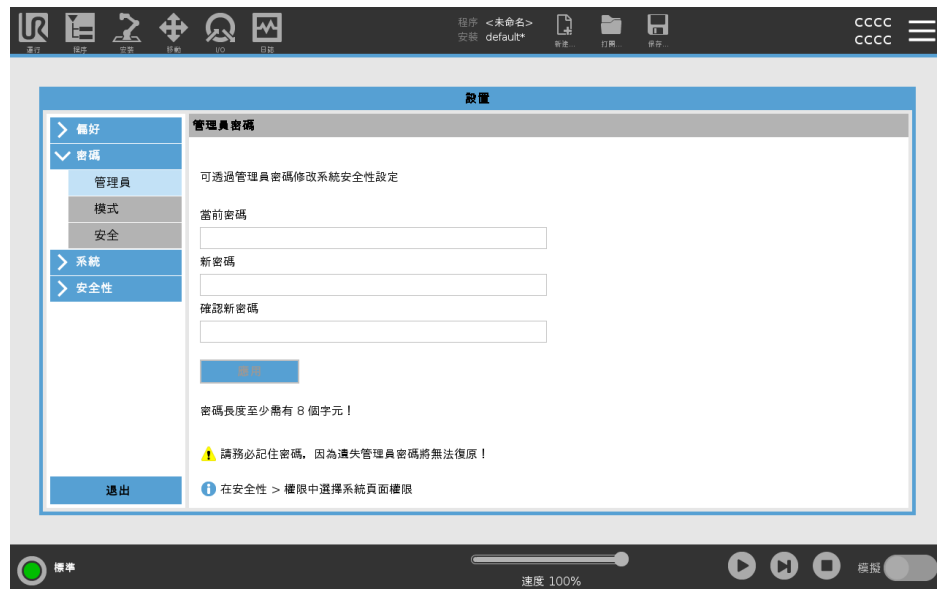 UR
運行
程序
安裝
移動
I/O
日誌
程序 <未命名>
安裝 default*
新建...
打開...
保存...
cccc
cccc
設置
偏好
密碼
管理員
模式
安全
系統
安全性
退出
管理員密碼
可透過管理員密碼修改系統安全性設定
當前密碼
新密碼
確認新密碼
應用
密碼長度至少需有 8 個字元！
請務必記住密碼，因為遺失管理員密碼將無法復原！
在安全性 > 權限中選擇系統頁面權限
標準
速度 100%
模擬